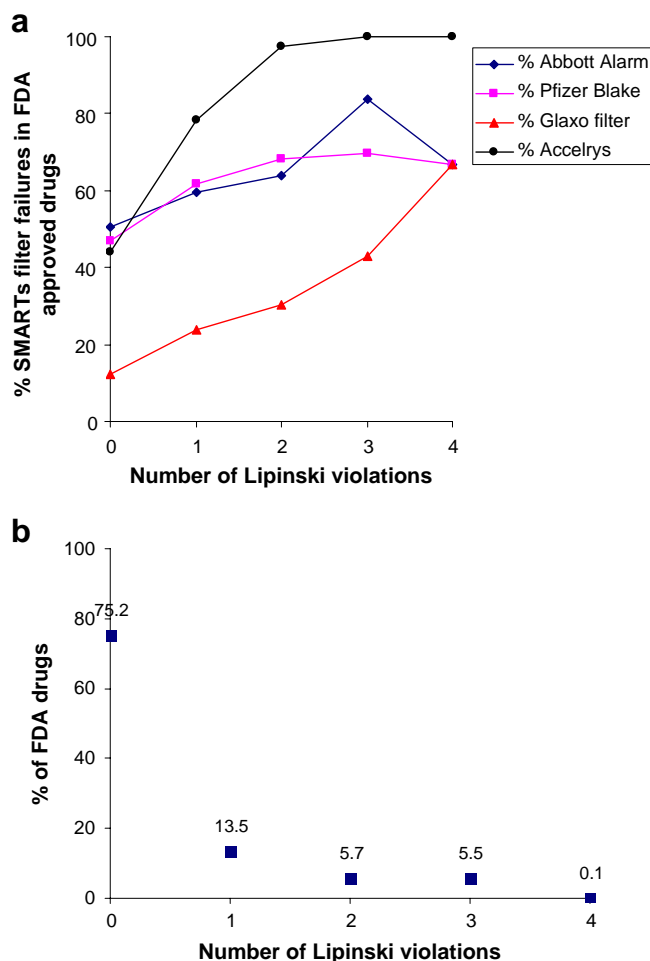 a
% SMARTs filter failures in FDA
approved drugs
100
80
60
40
20
0
0 1 2 3 4
Number of Lipinski violations
% Abbott Alarm
% Pfizer Blake
% Glaxo filter
% Accelrys
b
% of FDA drugs
100
80
60
40
20
0
75.2
13.5
5.7
5.5
0.1
0 1 2 3 4
Number of Lipinski violations